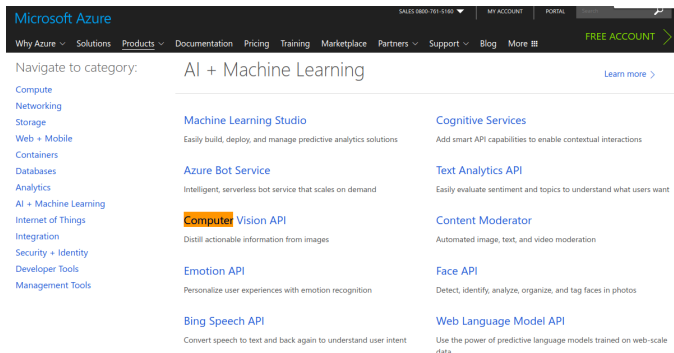 Microsoft Azure
SALES 0800-761-5160
MY ACCOUNT
PORTAL
Search
Why Azure
Solutions
Products
Documentation
Pricing
Training
Marketplace
Partners
Support
Blog
More
FREE ACCOUNT
Navigate to category:
Compute
Networking
Storage
Web + Mobile
Containers
Databases
Analytics
AI + Machine Learning
Internet of Things
Integration
Security + Identity
Developer Tools
Management Tools
AI + Machine Learning
Learn more
Machine Learning Studio
Easily build, deploy, and manage predictive analytics solutions
Cognitive Services
Add smart API capabilities to enable contextual interactions
Azure Bot Service
Intelligent, serverless bot service that scales on demand
Text Analytics API
Easily evaluate sentiment and topics to understand what users want
Computer Vision API
Distill actionable information from images
Content Moderator
Automated image, text, and video moderation
Emotion API
Personalize user experiences with emotion recognition
Face API
Detect, identify, analyze, organize, and tag faces in photos
Bing Speech API
Convert speech to text and back again to understand user intent
Web Language Model API
Use the power of predictive language models trained on web-scale
data